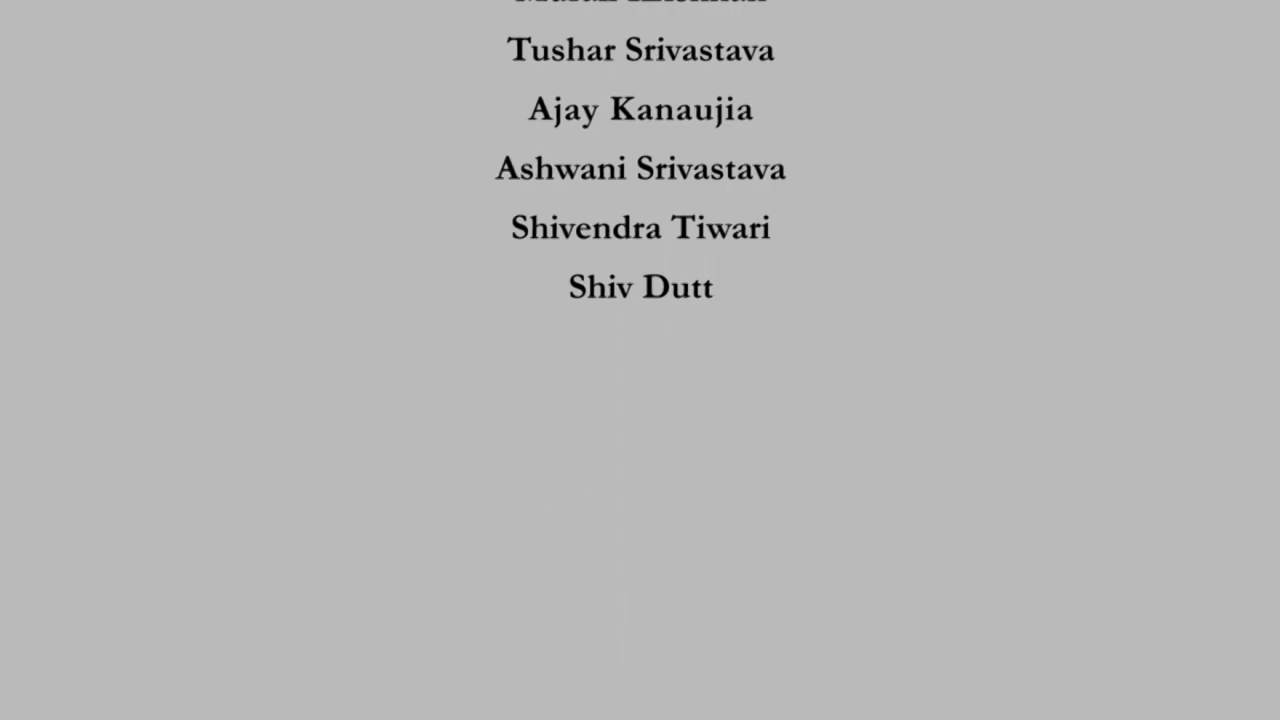 Tushar Srivastava
Ajay Kanaujia
Ashwani Srivastava
Shivendra Tiwari
Shiv Dutt